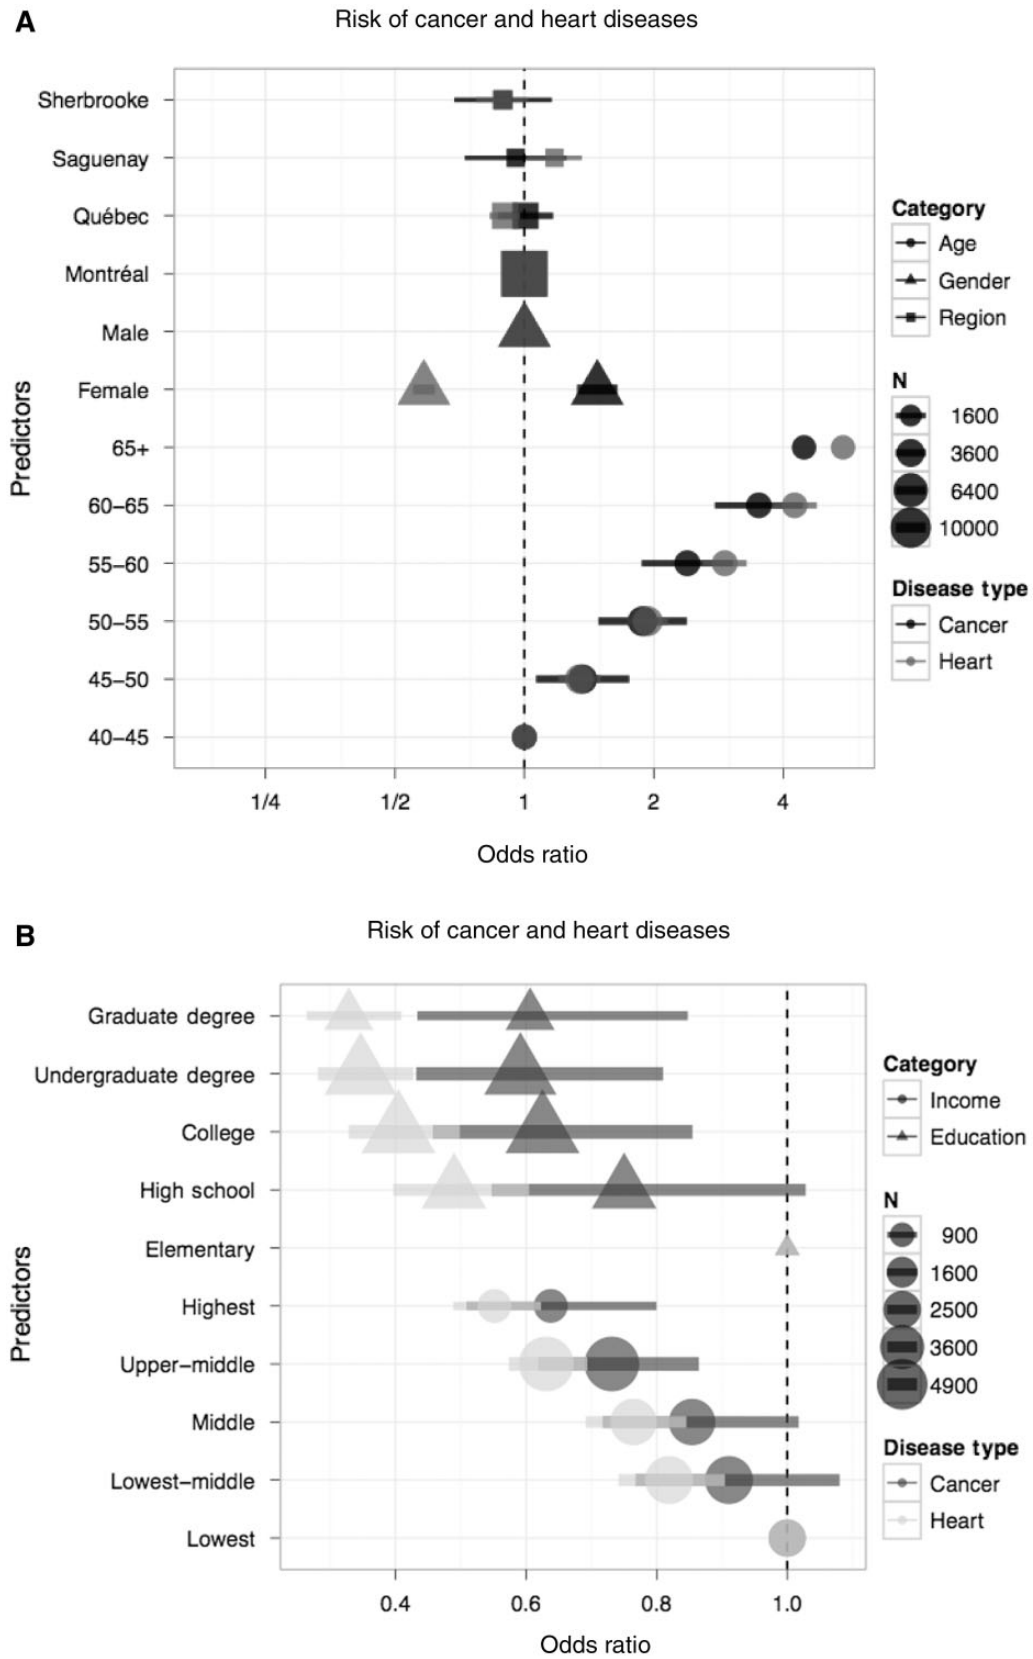 A
Risk of cancer and heart diseases
Predictors
Sherbrooke
Saguenay
Québec
Montréal
Male
Female
65+
60–65
55–60
50–55
45–50
40–45
1/4 1/2 1 2 4
Odds ratio
Category
Age
Gender
Region
N
1600
3600
6400
10000
Disease type
Cancer
Heart
B
Risk of cancer and heart diseases
Predictors
Graduate degree
Undergraduate degree
College
High school
Elementary
Highest
Upper–middle
Middle
Lowest–middle
Lowest
0.4 0.6 0.8 1.0
Odds ratio
Category
Income
Education
N
900
1600
2500
3600
4900
Disease type
Cancer
Heart